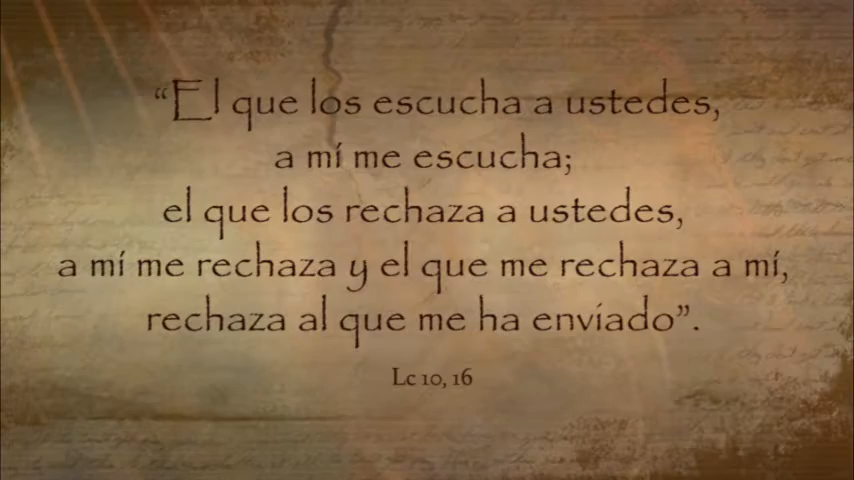 “El que los escucha a ustedes,
a mí me escucha;
el que los rechaza a ustedes,
a mí me rechaza y el que me rechaza a mí,
rechaza al que me ha enviado”.
Lc 10, 16